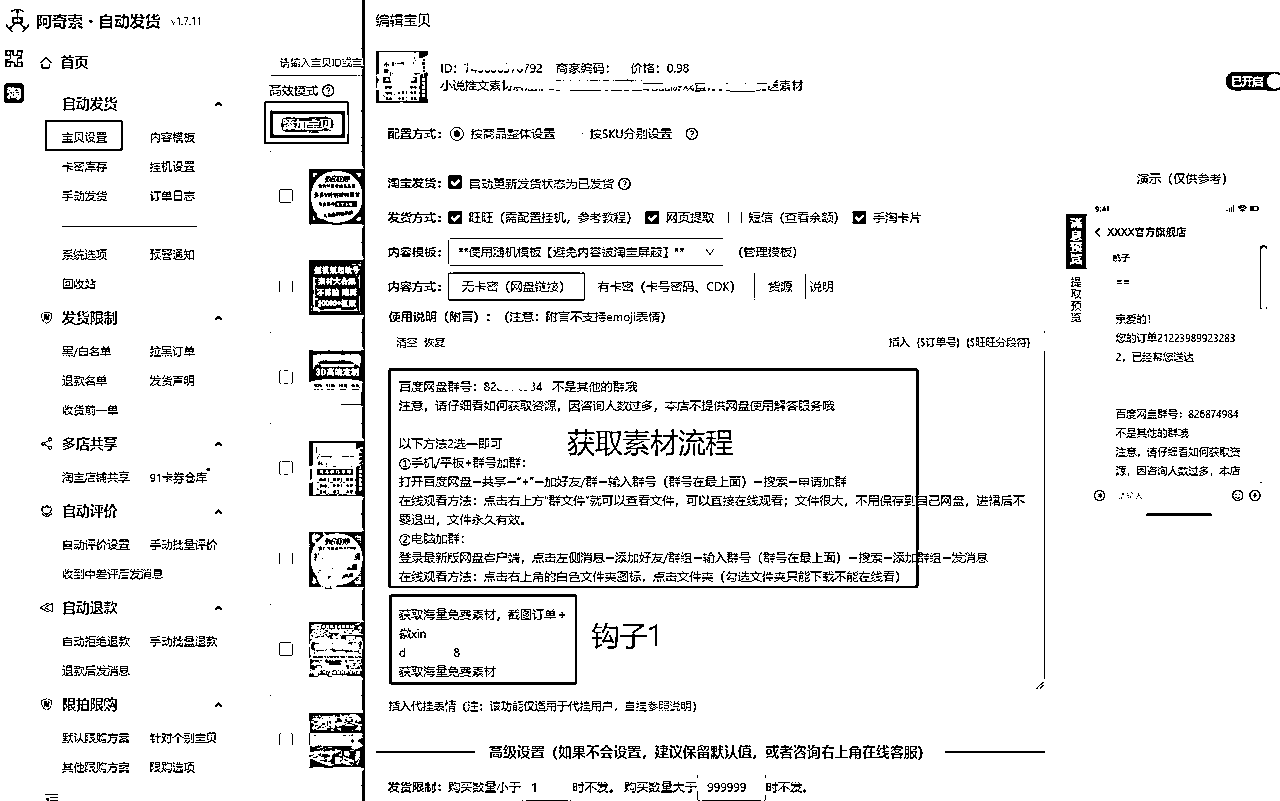 阿奇索·自动发货 v1.7.11
首页
自动发货
宝贝设置 内容模板
卡密库存 挂机设置
手动发货 订单日志
系统选项 预警通知
回收站
发货限制
黑/白名单 拉黑订单
退款名单 发货声明
收货前一单
多店共享
淘宝店铺共享 91卡券仓库
自动评价
自动评价设置 手动批量评价
收到中差评后发消息
自动退款
自动拒绝退款 手动批量退款
退款后发消息
限拍限购
默认限购方案 针对个别宝贝
其他限购方案 限购选项
请输入宝贝ID或宝
高效模式
添加宝贝
编辑宝贝
ID: 792 商家编码： 价格：0.98
小说推文素材 素材
已开启
配置方式： 按商品整体设置 按SKU分别设置
淘宝发货： 自动更新发货状态为已发货
发货方式： 旺旺（需配置挂机，参考教程） 网页提取 短信（查看余额） 手淘卡片
内容模板： **使用随机模板【避免内容被淘宝屏蔽】** （管理模板）
内容方式： 无卡密（网盘链接） 有卡密（卡号密码、CDK） 货源 说明
使用说明（附言）：（注意：附言不支持emoji表情）
清空 恢复 插入 {$订单号} {$旺旺分段符}
百度网盘群号：82 34 不是其他的群哦
注意，请仔细看如何获取资源，因咨询人数过多，本店不提供网盘使用解答服务哦
以下方法2选一即可
获取素材流程
①手机/平板+群号加群：
打开百度网盘—共享—“+”—加好友/群—输入群号（群号在最上面）—搜索—申请加群
在线观看方法：点击右上方“群文件”就可以查看文件，可以直接在线观看；文件很大，不用保存到自己网盘，进裙后不
要退出，文件永久有效。
②电脑加群：
登录最新版网盘客户端，点击左侧消息—添加好友/群组—输入群号（群号在最上面）—搜索—添加群组—发消息
在线观看方法：点击右上角的白色文件夹图标，点击文件夹（勾选文件夹只能下载不能在线看）
获取海量免费素材，截图订单+
薇xin
d 8
获取海量免费素材
钩子1
插入代挂表情（注：该功能仅适用于代挂用户，直挂参照说明）
高级设置（如果不会设置，建议保留默认值，或者咨询右上角在线客服）
发货限制：购买数量小于 1 时不发。购买数量大于 999999 时不发。
演示（仅供参考）
消息预览
提取预览
9:41
XXXX官方旗舰店
钩子
==
亲爱的！
您的订单21223989923283
2，已经帮您送达
百度网盘群号：826874984
不是其他的群哦
注意，请仔细看如何获取资
源，因咨询人数过多，本店
请输入